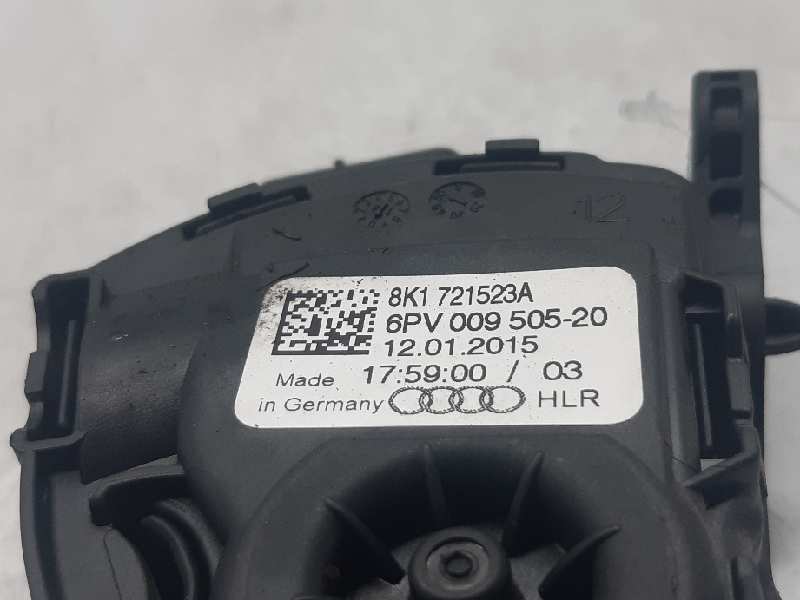 12
8K1 721523A
6PV 009 505-20
12.01.2015
Made 17:59:00 / 03
in Germany HLR